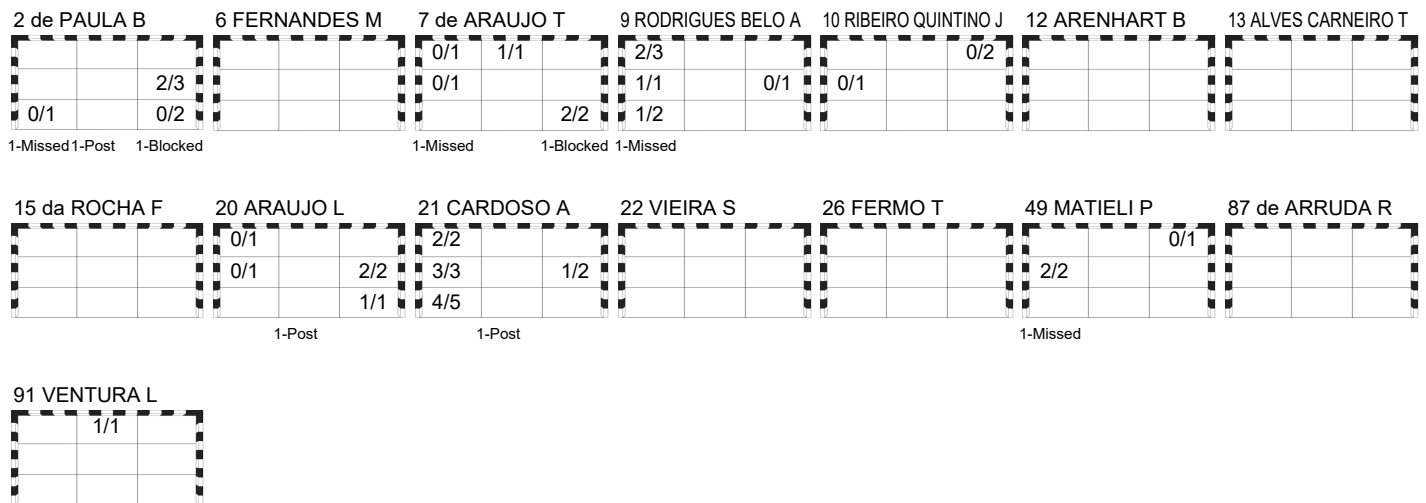 2 de PAULA B 6 FERNANDES M 7 de ARAUJO T 9 RODRIGUES BELO A 10 RIBEIRO QUINTINO J 12 ARENHART B 13 ALVES CARNEIRO T
0/1 1/1 2/3 0/2
2/3 0/1 1/1 0/1 0/1
0/1 0/2 2/2 1/2
1-Missed 1-Post 1-Blocked 1-Missed 1-Blocked 1-Missed
15 da ROCHA F 20 ARAUJO L 21 CARDOSO A 22 VIEIRA S 26 FERMO T 49 MATIELI P 87 de ARRUDA R
0/1 2/2 0/1
0/1 2/2 3/3 1/2 2/2
1/1 4/5
1-Post 1-Post 1-Missed
91 VENTURA L
1/1